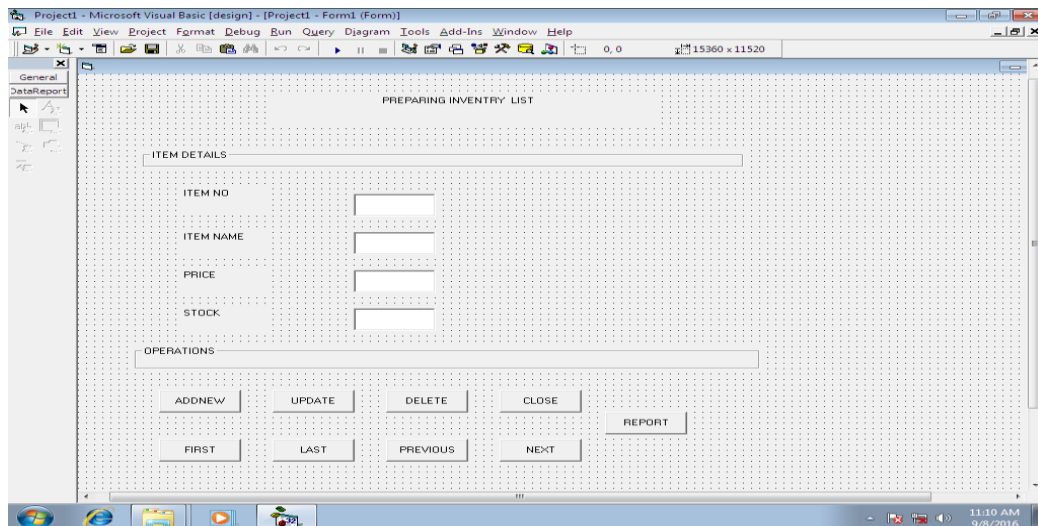 Project1 - Microsoft Visual Basic [design] - [Project1 - Form1 (Form)]
File Edit View Project Format Debug Run Query Diagram Tools Add-Ins Window Help
0, 0 15360 x 11520
General
DataReport
PREPARING INVENTRY LIST
ITEM DETAILS
ITEM NO
ITEM NAME
PRICE
STOCK
OPERATIONS
ADDNEW UPDATE DELETE CLOSE
REPORT
FIRST LAST PREVIOUS NEXT
11:10 AM
9/8/2016